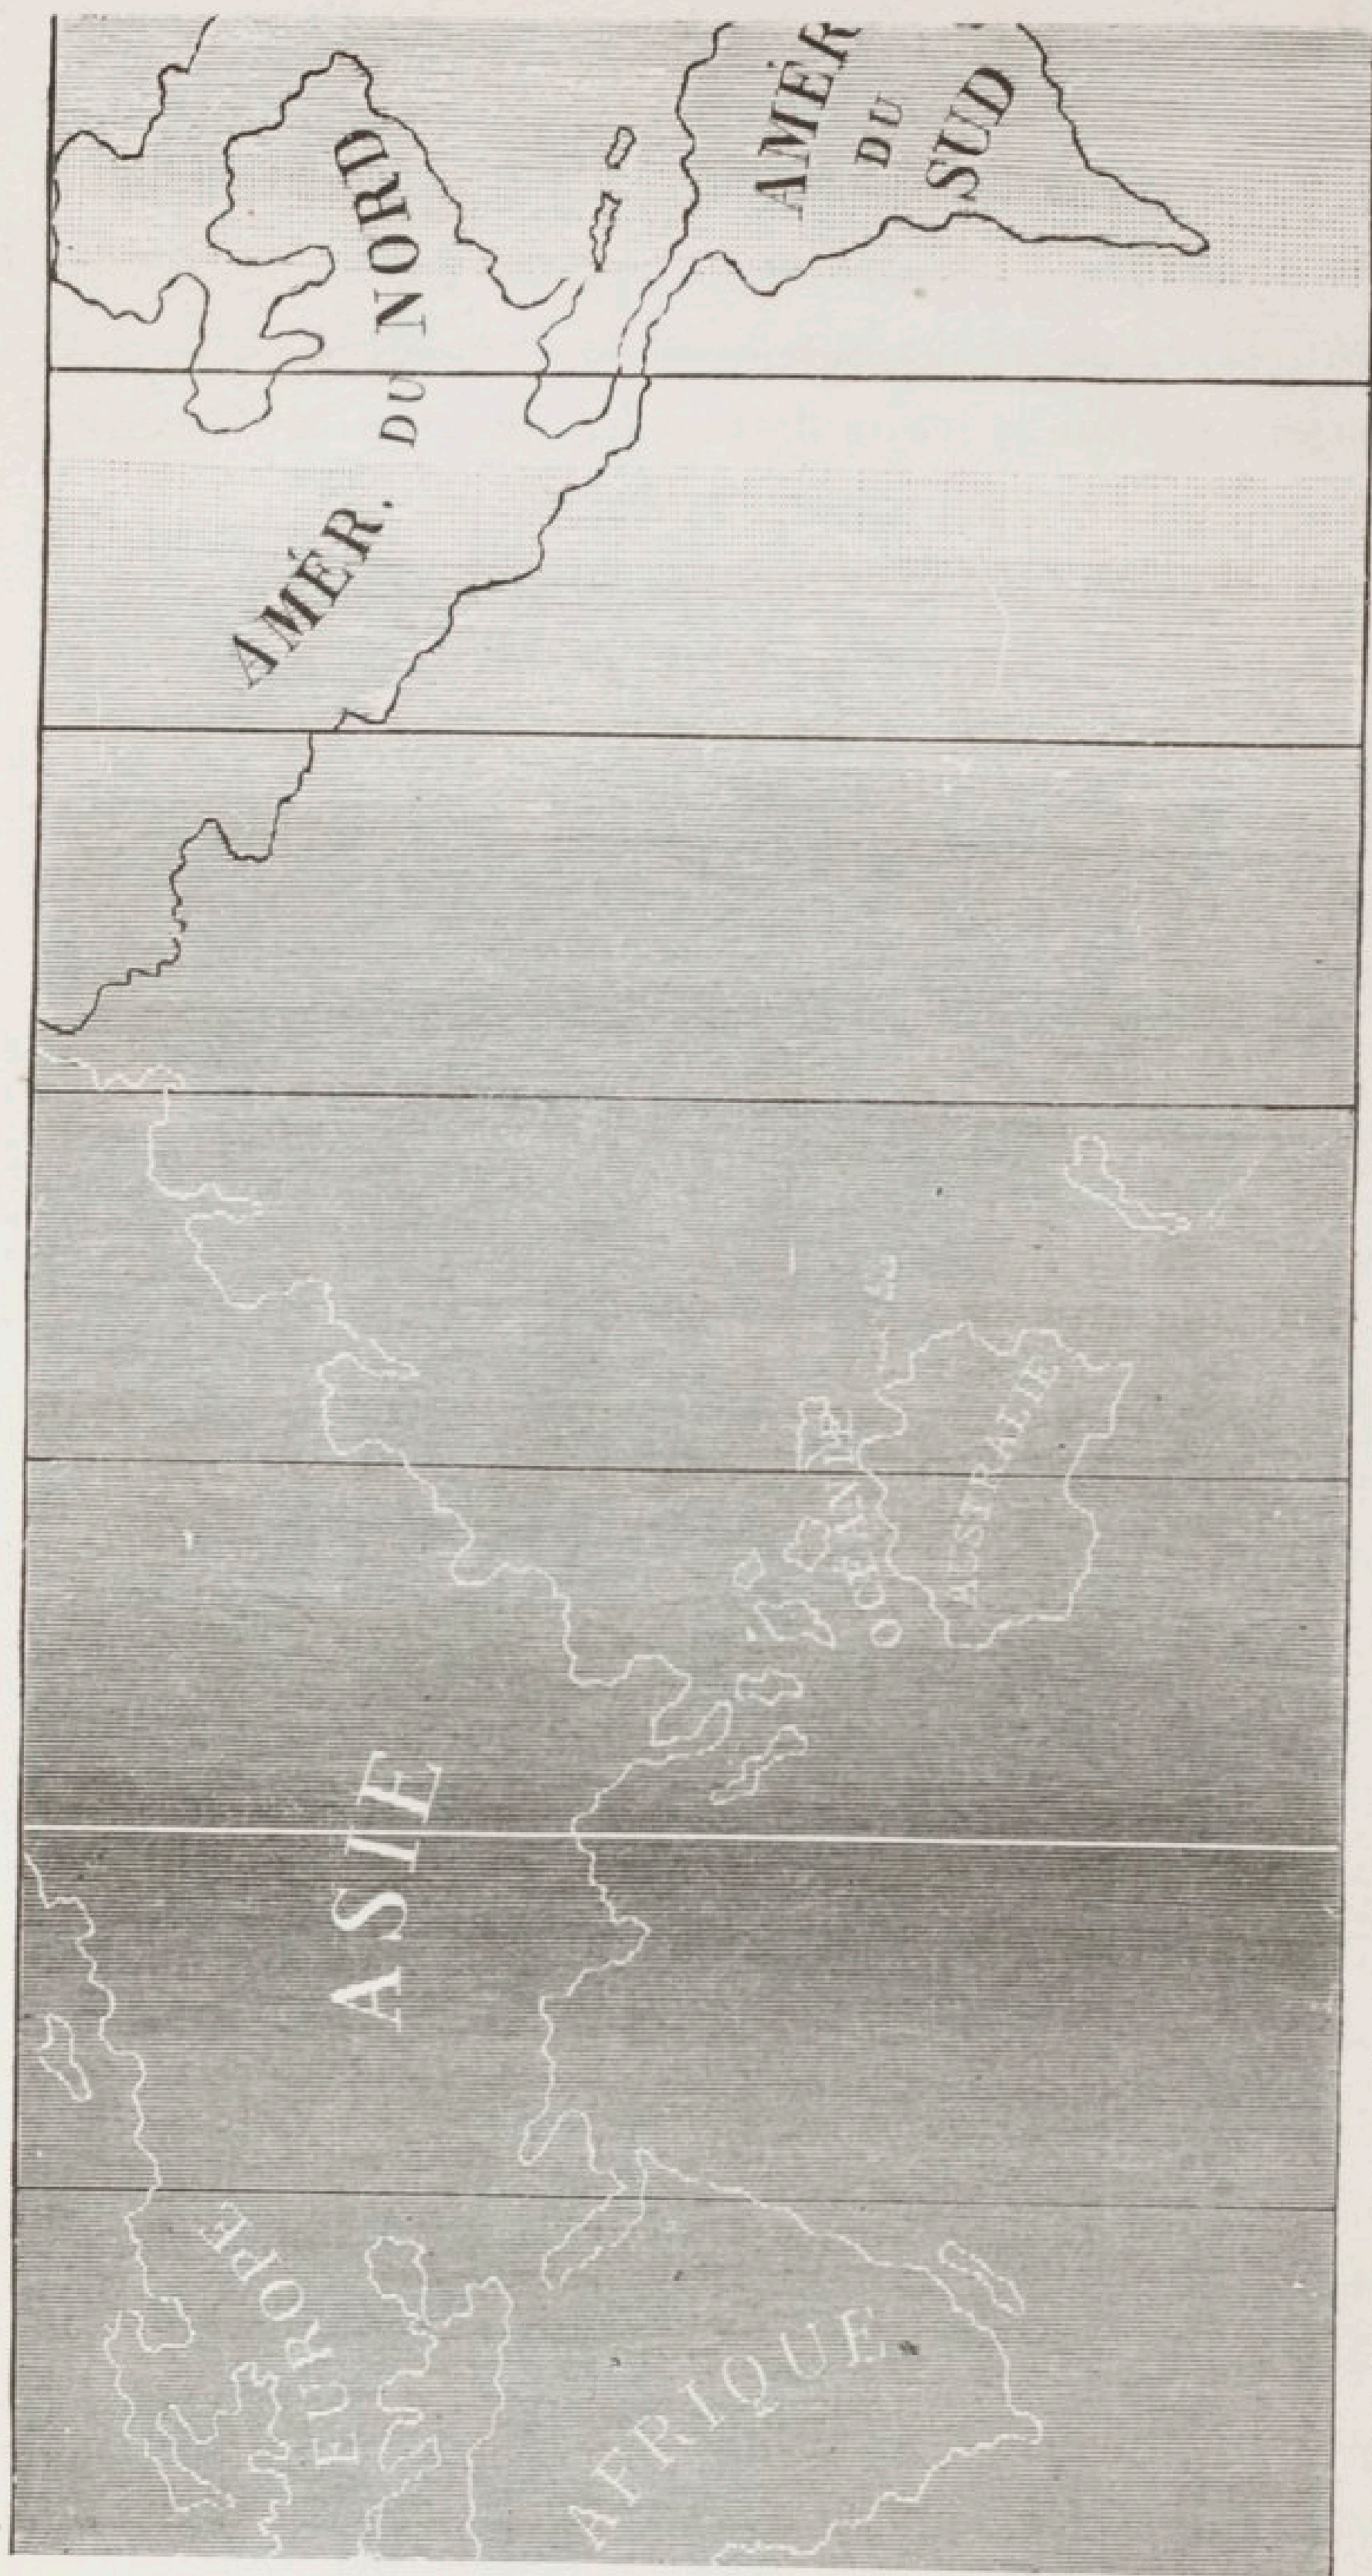 AMÉR. DU NORD
AMÉR
DU
SUD
ASIE
EUROPE
AFRIQUE
OCÉANIE
AUSTRALIE